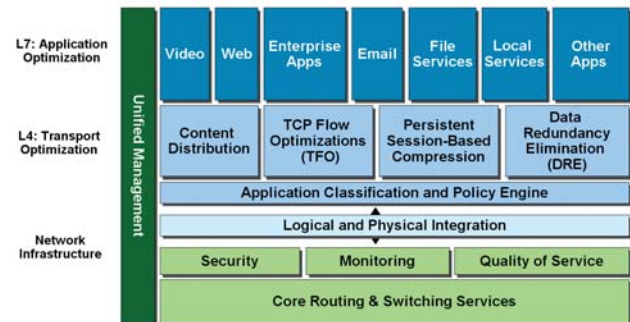 L7: Application
Optimization
Video
Web
Enterprise
Apps
Email
File
Services
Local
Services
Other
Apps
Unified Management
L4: Transport
Optimization
Content
Distribution
TCP Flow
Optimizations
(TFO)
Persistent
Session-Based
Compression
Data
Redundancy
Elimination
(DRE)
Application Classification and Policy Engine
Logical and Physical Integration
Network
Infrastructure
Security
Monitoring
Quality of Service
Core Routing & Switching Services